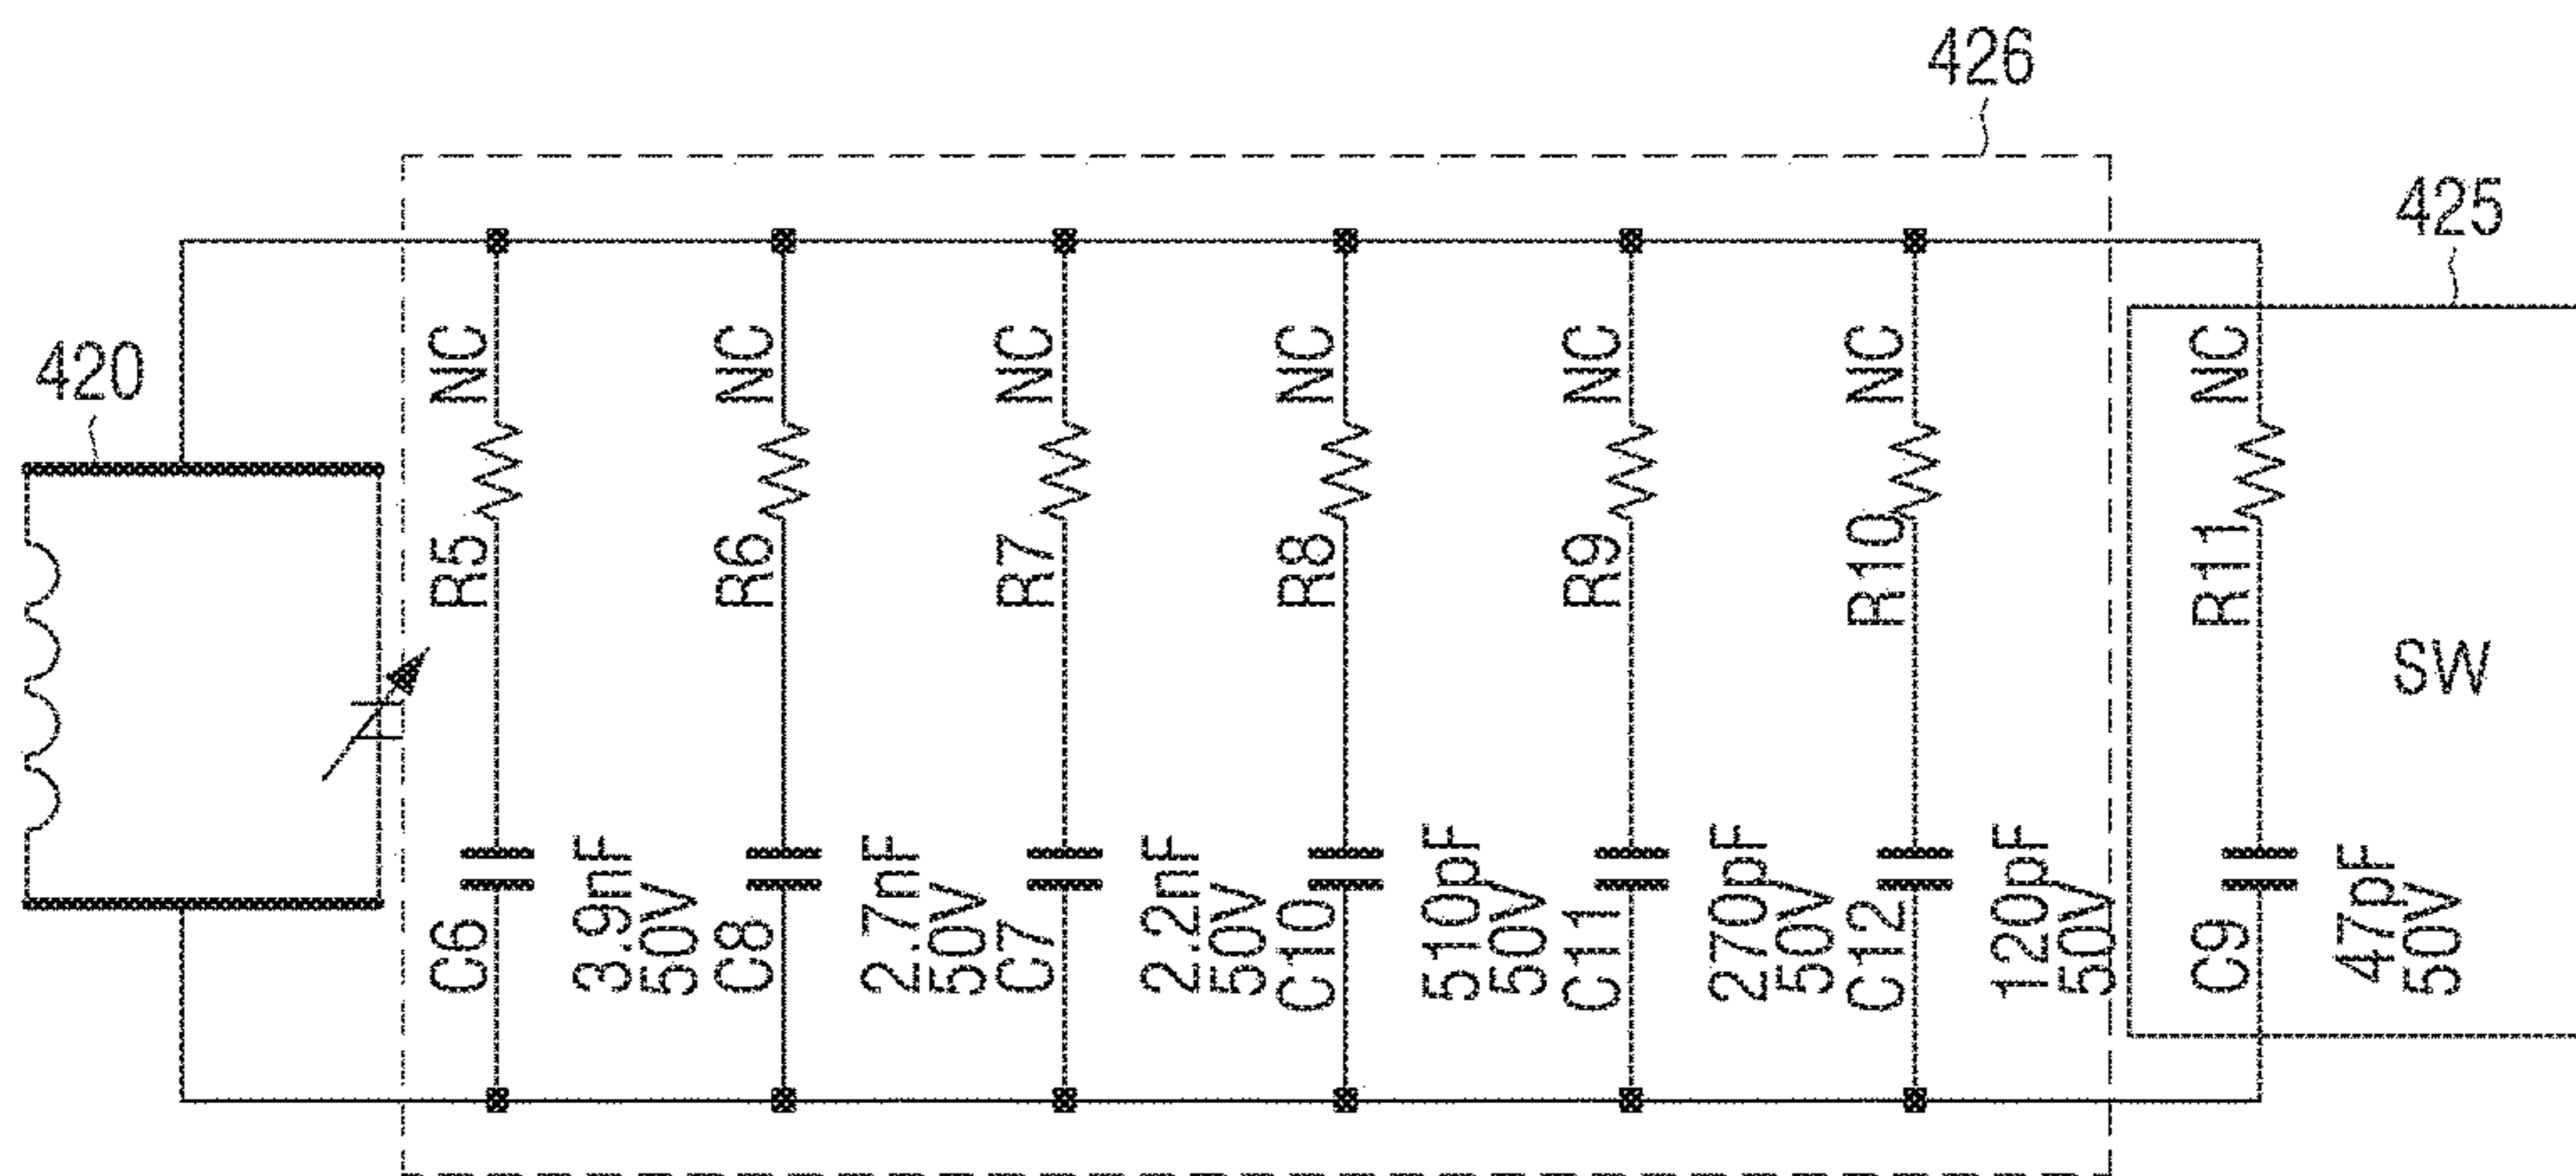 426
425
420
NC
NC
NC
NC
NC
NC
NC
R5
R6
R7
R8
R9
R10
R11
SW
C6
3.9nF
50V
C8
2.7nF
50V
C7
2.2nF
50V
C10
510pF
50V
C11
270pF
50V
C12
120pF
50V
C9
47pF
50V